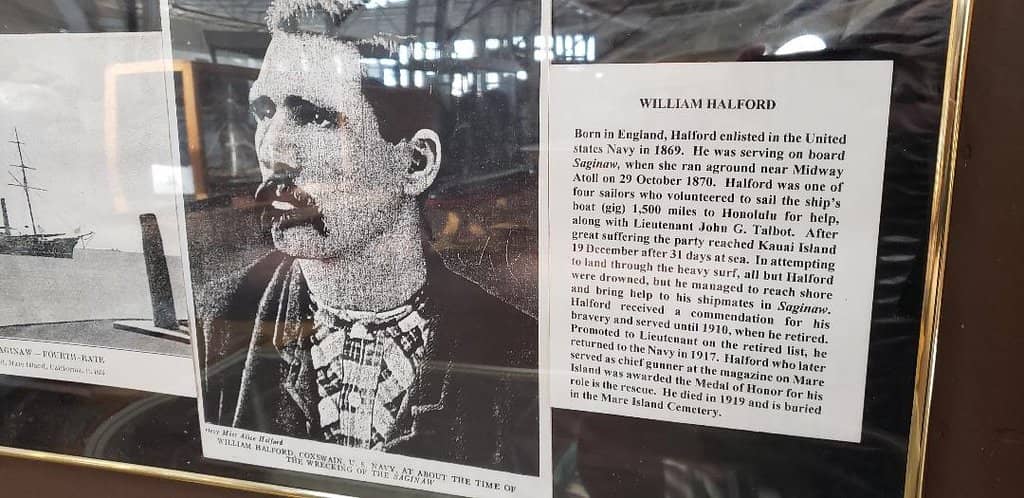 SAGINAW—FOURTH-RATE
Mare Island, California,
tesy Miss Alice Halford
WILLIAM HALFORD, COXSWAIN, U. S. NAVY, AT ABOUT THE TIME OF
THE WRECKING OF THE SAGINAW
WILLIAM HALFORD
Born in England, Halford enlisted in the United
states Navy in 1869. He was serving on board
Saginaw, when she ran aground near Midway
Atoll on 29 October 1870. Halford was one of
four sailors who volunteered to sail the ship's
boat (gig) 1,500 miles to Honolulu for help,
along with Lieutenant John G. Talbot. After
great suffering the party reached Kauai Island
19 December after 31 days at sea. In attempting
to land through the heavy surf, all but Halford
were drowned, but he managed to reach shore
and bring help to his shipmates in Saginaw.
Halford received a commendation for his
bravery and served until 1910, when he retired.
Promoted to Lieutenant on the retired list, he
returned to the Navy in 1917. Halford who later
served as chief gunner at the magazine on Mare
Island was awarded the Medal of Honor for his
role is the rescue. He died in 1919 and is buried
in the Mare Island Cemetery.